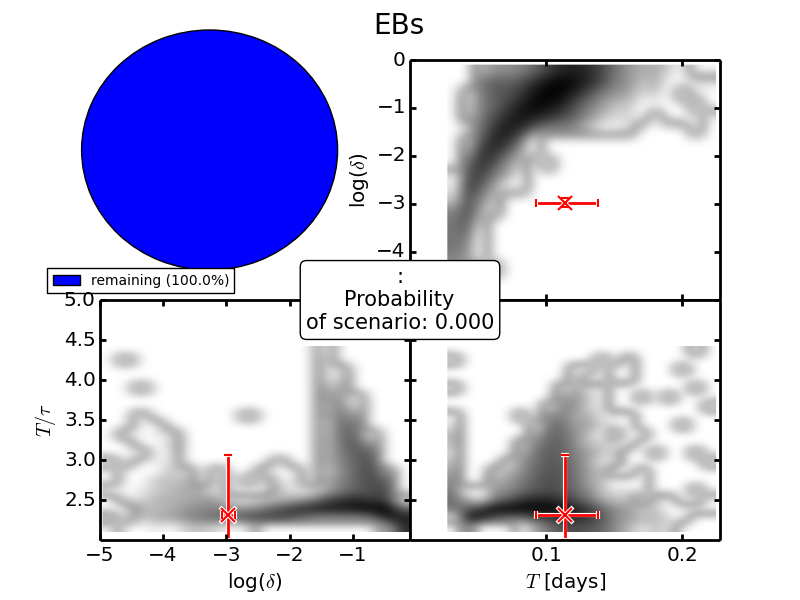 EBs
0
−1
−2
−3
−4
log(δ)
remaining (100.0%)
:
Probability
of scenario: 0.000
5.0
4.5
4.0
3.5
3.0
2.5
T/τ
−5 −4 −3 −2 −1
log(δ)
0.1 0.2
T [days]